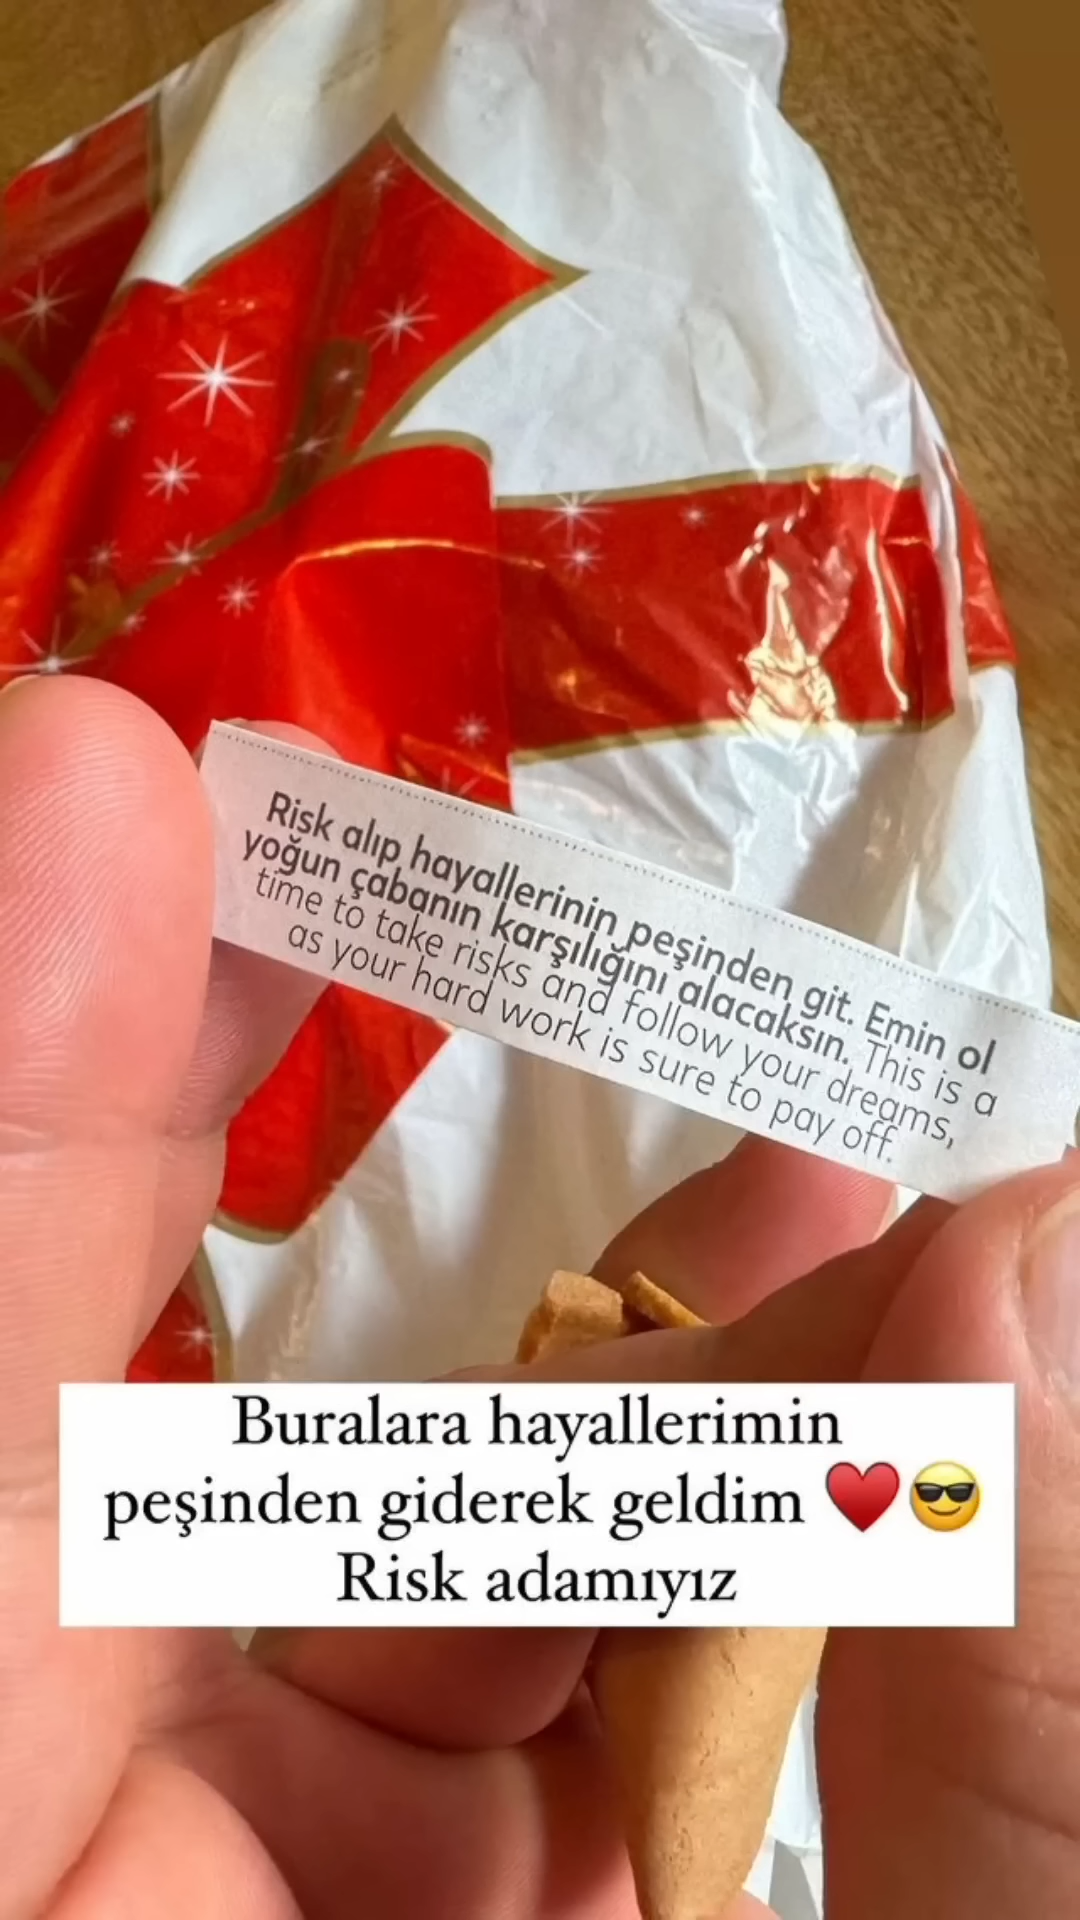 Risk alıp hayallerinin peşinden git. Emin ol
yoğun çabanın karşılığını alacaksın. This is a
time to take risks and follow your dreams,
as your hard work is sure to pay off.
Buralara hayallerimin
peşinden giderek geldim ♥️😎
Risk adamıyız